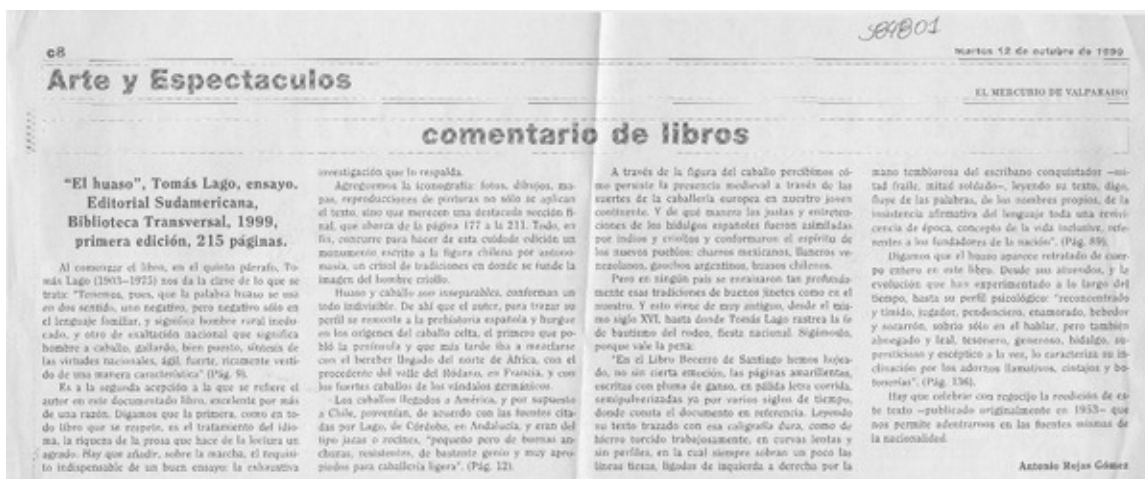 584801
c8
martes 12 de octubre de 1999
Arte y Espectaculos
EL MERCURIO DE VALPARAISO
comentario de libros
"El huaso", Tomás Lago, ensayo.
Editorial Sudamericana,
Biblioteca Transversal, 1999,
primera edición, 215 páginas.
Al comenzar el libro, en el quinto párrafo, To-
más Lago (1903-1975) nos da la clave de lo que se
trata: "Tenemos, pues, que la palabra huaso se usa
en dos sentido, uno negativo, pero negativo sólo en
el lenguaje familiar, y significa hombre rural inedu-
cado, y otro de exaltación nacional que significa
hombre a caballo, gallardo, bien puesto, síntesis de
las virtudes nacionales, ágil, fuerte, ricamente vesti-
do de una manera característica" (Pág. 9).
Es a la segunda acepción a la que se refiere el
autor en este documentado libro, excelente por más
de una razón. Digamos que la primera, como en to-
do libro que se respete, es el tratamiento del idio-
ma, la riqueza de la prosa que hace de la lectura un
agrado. Hay que añadir, sobre la marcha, el requisi-
to indispensable de un buen ensayo: la exhaustiva
investigación que lo respalda.
Agreguemos la iconografía: fotos, dibujos, ma-
pas, reproducciones de pinturas no sólo se aplican
al texto, sino que merecen una destacada sección fi-
nal, que abarca de la página 177 a la 211. Todo, en
fin, concurre para hacer de esta cuidada edición un
monumento escrito a la figura chilena por antono-
masia, un crisol de tradiciones en donde se funde la
imagen del hombre criollo.
Huaso y caballo son inseparables, conforman un
todo indivisible. De ahí que el autor, para trazar su
perfil se remonte a la prehistoria española y hurgue
en los orígenes del caballo celta, el primero que po-
bló la península y que más tarde iba a mezclarse
con el bereber llegado del norte de Africa, con el
procedente del valle del Ródano, en Francia, y con
los fuertes caballos de los vándalos germánicos.
Los caballos llegados a América, y por supuesto
a Chile, provenían, de acuerdo con las fuentes cita-
das por Lago, de Córdoba, en Andalucía, y eran del
tipo jacas o rocines, "pequeño pero de buenas an-
churas, resistentes, de bastante genio y muy apro-
piados para caballería ligera". (Pág. 12).
A través de la figura del caballo percibimos có-
mo persiste la presencia medieval a través de las
suertes de la caballería europea en nuestro joven
continente. Y de qué manera las justas y entreten-
ciones de los hidalgos españoles fueron asimiladas
por indios y criollos y conformaron el espíritu de
los nuevos pueblos: charros mexicanos, llaneros ve-
nezolanos, gauchos argentinos, huasos chilenos.
Pero en ningún país se enraizaron tan profunda-
mente esas tradiciones de buenos jinetes como en el
nuestro. Y esto viene de muy antiguo, desde el mis-
mo siglo XVI, hasta donde Tomás Lago rastrea la fe
de bautismo del rodeo, fiesta nacional. Sigámoslo,
porque vale la pena:
"En el Libro Becerro de Santiago hemos hojea-
do, no sin cierta emoción, las páginas amarillentas,
escritas con pluma de ganso, en pálida letra corrida,
semipulverizadas ya por varios siglos de tiempo,
donde consta el documento en referencia. Leyendo
su texto trazado con esa caligrafía dura, como de
hierro torcido trabajosamente, en curvas lentas y
sin perfiles, en la cual siempre sobran un poco las
líneas tiesas, ligadas de izquierda a derecha por la
mano temblorosa del escribano conquistador -mi-
tad fraile, mitad soldado-, leyendo su texto, digo,
fluye de las palabras, de los nombres propios, de la
insistencia afirmativa del lenguaje toda una revivi-
cencia de época, concepto de la vida inclusive, refe-
rentes a los fundadores de la nación". (Pág. 89).
Digamos que el huaso aparece retratado de cuer-
po entero en este libro. Desde sus atuendos, y la
evolución que han experimentado a lo largo del
tiempo, hasta su perfil psicológico: "reconcentrado
y tímido, jugador, pendenciero, enamorado, bebedor
y socarrón, sobrio sólo en el hablar, pero también
abnegado y leal, tesonero, generoso, hidalgo, su-
persticioso y escéptico a la vez, lo caracteriza su in-
clinación por los adornos llamativos, cintajos y bo-
tonerías". (Pág. 136).
Hay que celebrar con regocijo la reedición de es-
te texto -publicado originalmente en 1953- que
nos permite adentrarnos en las fuentes mismas de
la nacionalidad.
Antonio Rojas Gómez